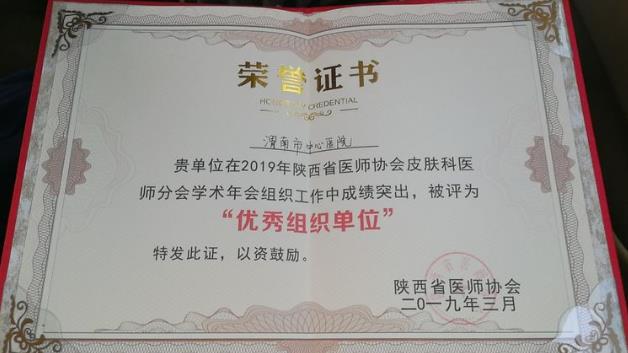 荣誉证书
HONOR CREDENTIAL
渭南市中心医院
贵单位在2019年陕西省医师协会皮肤科医
师分会学术年会组织工作中成绩突出，被评为
“优秀组织单位”
特发此证，以资鼓励。
陕西省医师协会
二〇一九年三月